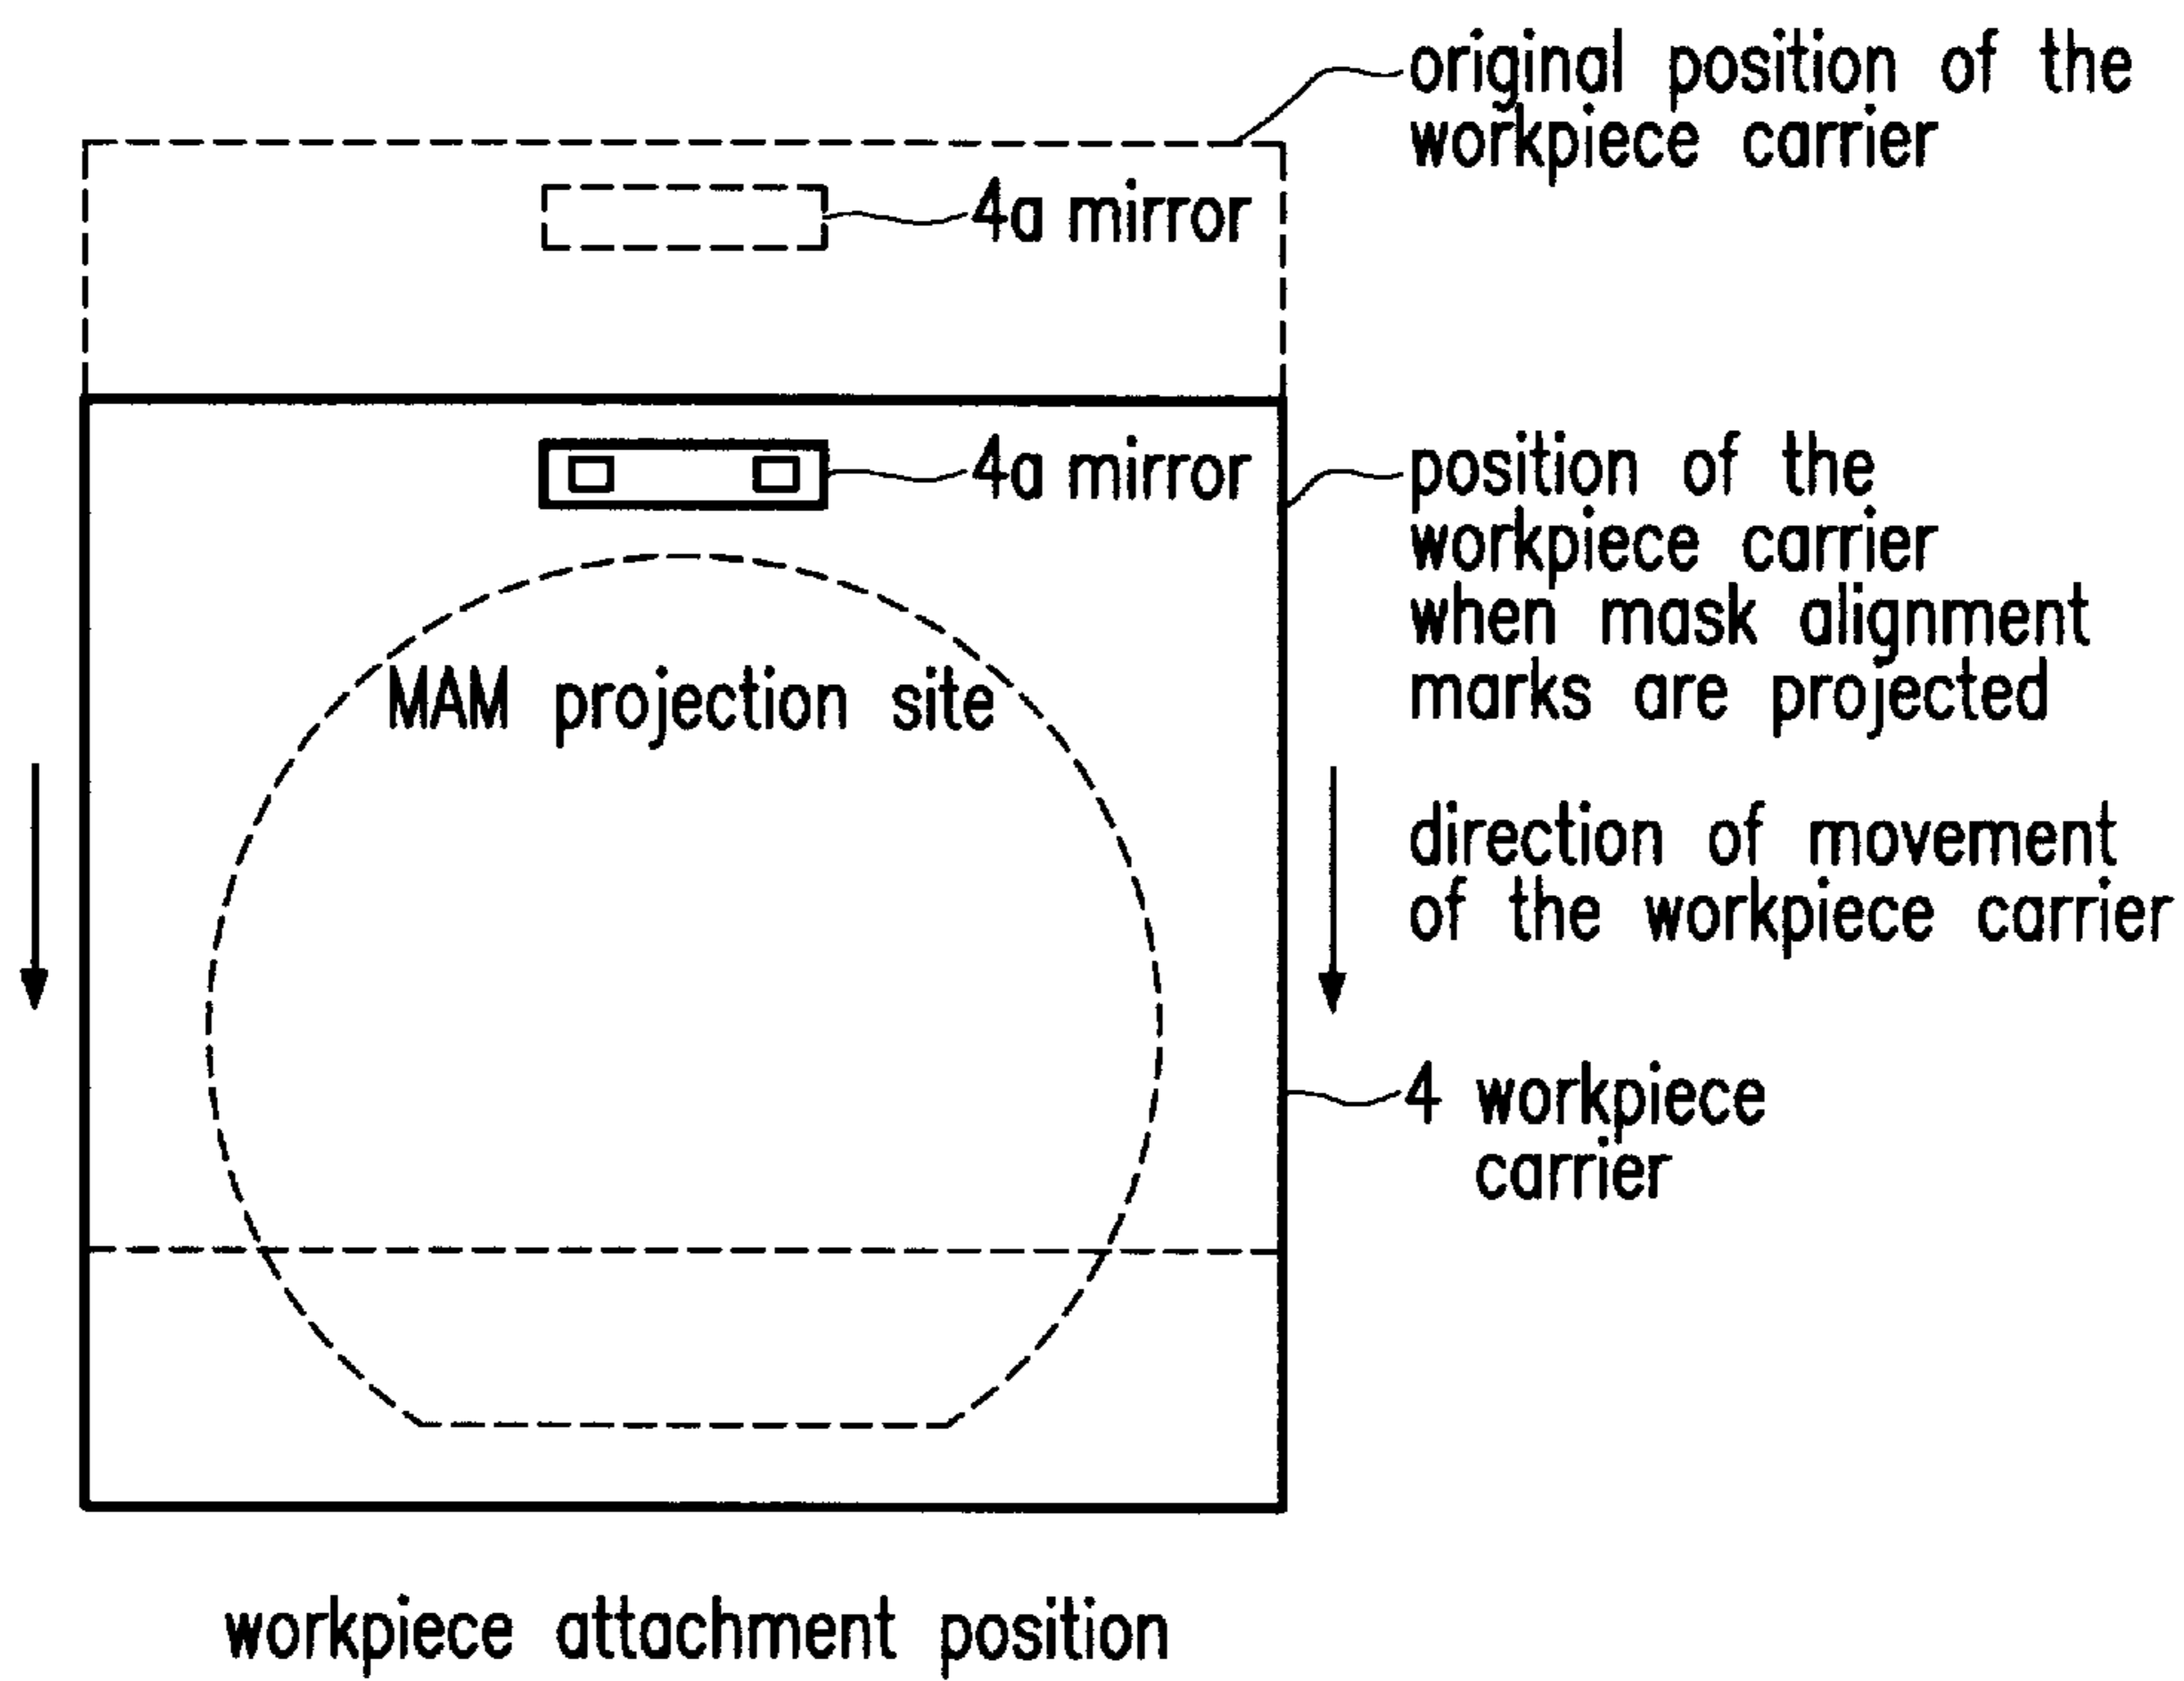 original position of the
workpiece carrier
4a mirror
4a mirror
position of the
workpiece carrier
when mask alignment
marks are projected
MAM projection site
direction of movement
of the workpiece carrier
4 workpiece
carrier
workpiece attachment position